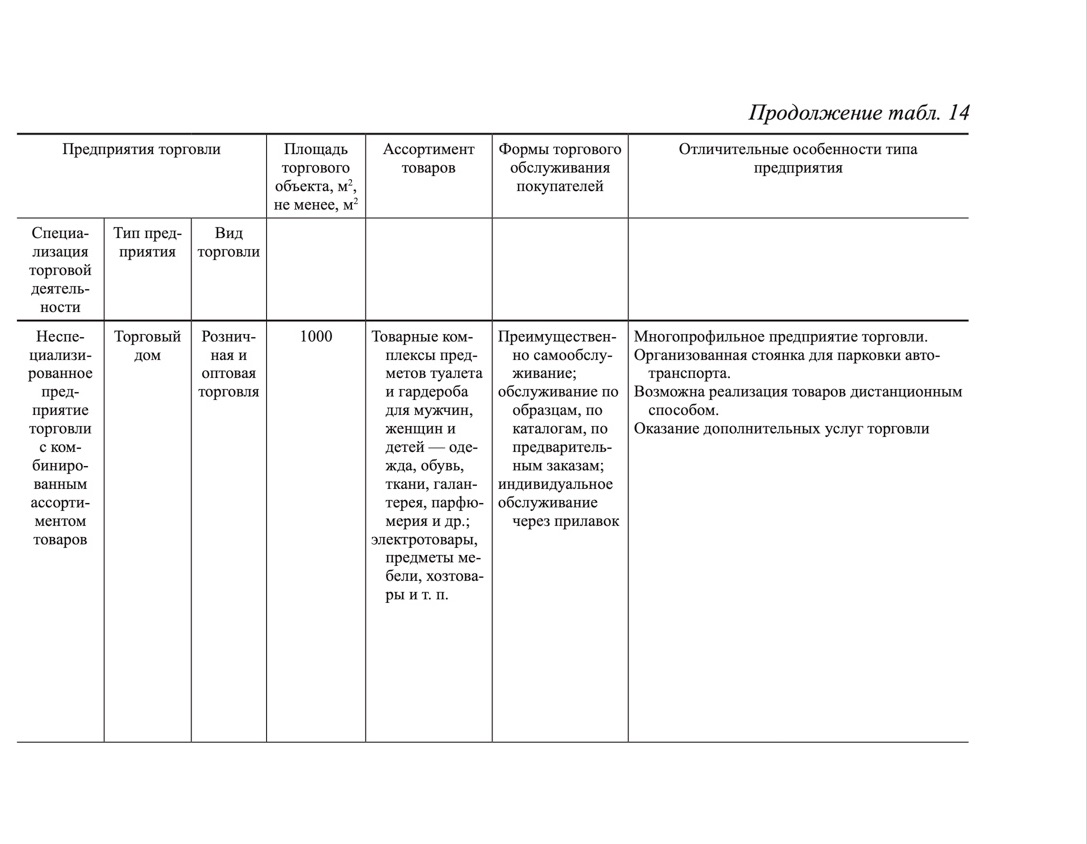 Продолжение табл. 14
Предприятия торговли
Площадь
торгового
объекта, м²,
не менее, м²
Ассортимент
товаров
Формы торгового
обслуживания
покупателей
Отличительные особенности типа
предприятия
Специа-
лизация
торговой
деятель-
ности
Тип пред-
приятия
Вид
торговли
Неспе-
циализи-
рованное
пред-
приятие
торговли
с ком-
биниро-
ванным
ассорти-
ментом
товаров
Торговый
дом
Рознич-
ная и
оптовая
торговля
1000
Товарные ком-
плексы пред-
метов туалета
и гардероба
для мужчин,
женщин и
детей — оде-
жда, обувь,
ткани, галан-
терея, парфю-
мерия и др.;
электротовары,
предметы ме-
бели, хозтова-
ры и т. п.
Преимуществен-
но самообслу-
живание;
обслуживание по
образцам, по
каталогам, по
предваритель-
ным заказам;
индивидуальное
обслуживание
через прилавок
Многопрофильное предприятие торговли.
Организованная стоянка для парковки авто-
транспорта.
Возможна реализация товаров дистанционным
способом.
Оказание дополнительных услуг торговли